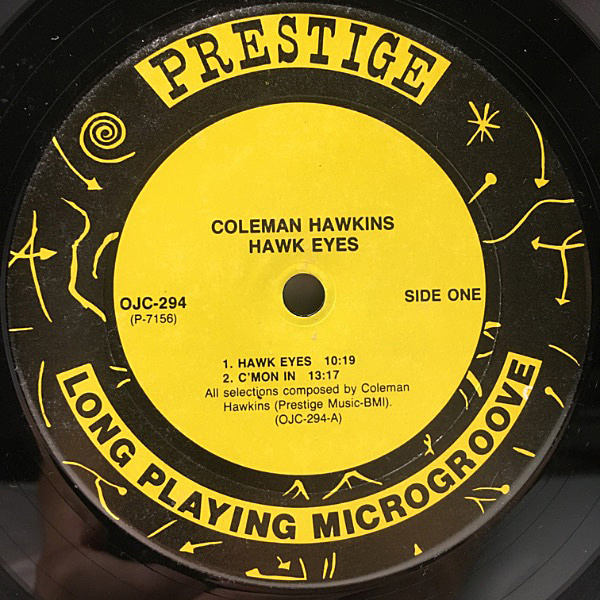 PRESTIGE
COLEMAN HAWKINS
HAWK EYES
OJC-294
(P-7156)
SIDE ONE
1. HAWK EYES 10:19
2. C'MON IN 13:17
All selections composed by Coleman
Hawkins (Prestige Music-BMI).
(OJC-294-A)
LONG PLAYING MICROGROOVE